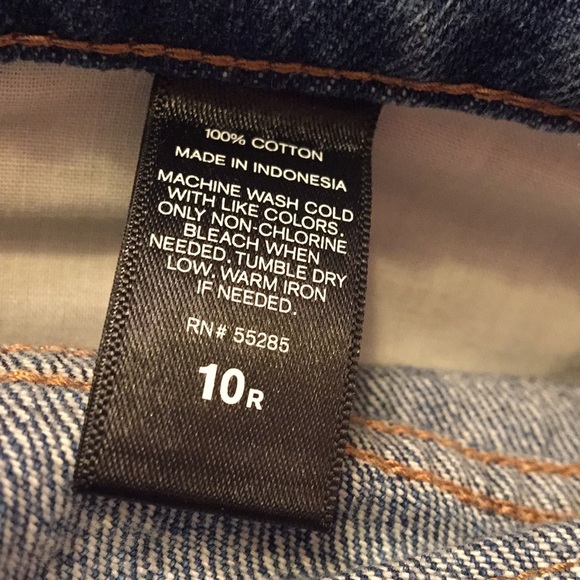 100% COTTON
MADE IN INDONESIA
MACHINE WASH COLD
WITH LIKE COLORS.
ONLY NON-CHLORINE
BLEACH WHEN
NEEDED. TUMBLE DRY
LOW. WARM IRON
IF NEEDED.
RN# 55285
10R